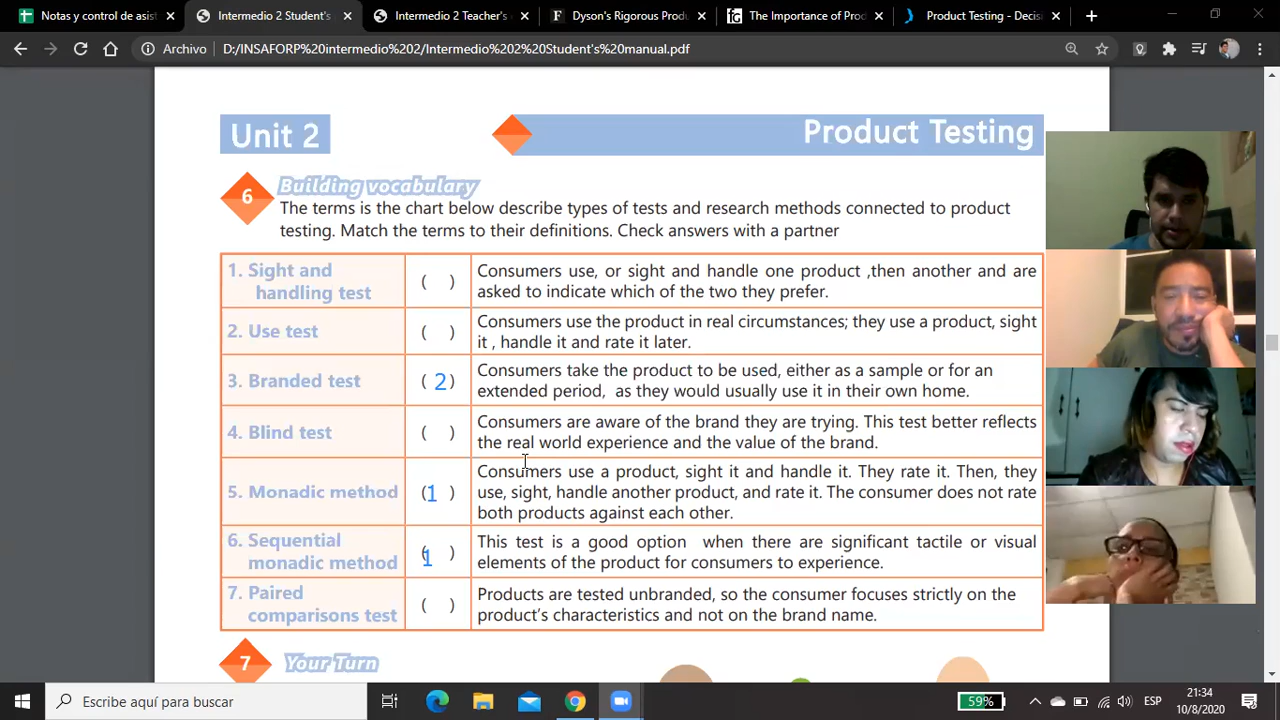 Notas y control de asist
Intermedio 2 Student's
Intermedio 2 Teacher's
Dyson's Rigorous Produ
The Importance of Proc
Product Testing - Decisi
Archivo
D:/INSAFORP%20intermedio%202/Intermedio%202%20Student's%20manual.pdf
Unit 2
Product Testing
6
Building vocabulary
The terms is the chart below describe types of tests and research methods connected to product
testing. Match the terms to their definitions. Check answers with a partner
1. Sight and
handling test
( )
Consumers use, or sight and handle one product ,then another and are
asked to indicate which of the two they prefer.
2. Use test
( )
Consumers use the product in real circumstances; they use a product, sight
it , handle it and rate it later.
3. Branded test
( 2 )
Consumers take the product to be used, either as a sample or for an
extended period, as they would usually use it in their own home.
4. Blind test
( )
Consumers are aware of the brand they are trying. This test better reflects
the real world experience and the value of the brand.
5. Monadic method
( 1 )
Consumers use a product, sight it and handle it. They rate it. Then, they
use, sight, handle another product, and rate it. The consumer does not rate
both products against each other.
6. Sequential
monadic method
( 1 )
This test is a good option when there are significant tactile or visual
elements of the product for consumers to experience.
7. Paired
comparisons test
( )
Products are tested unbranded, so the consumer focuses strictly on the
product's characteristics and not on the brand name.
7
Your Turn
Escribe aquí para buscar
59%
ESP
21:34
10/8/2020